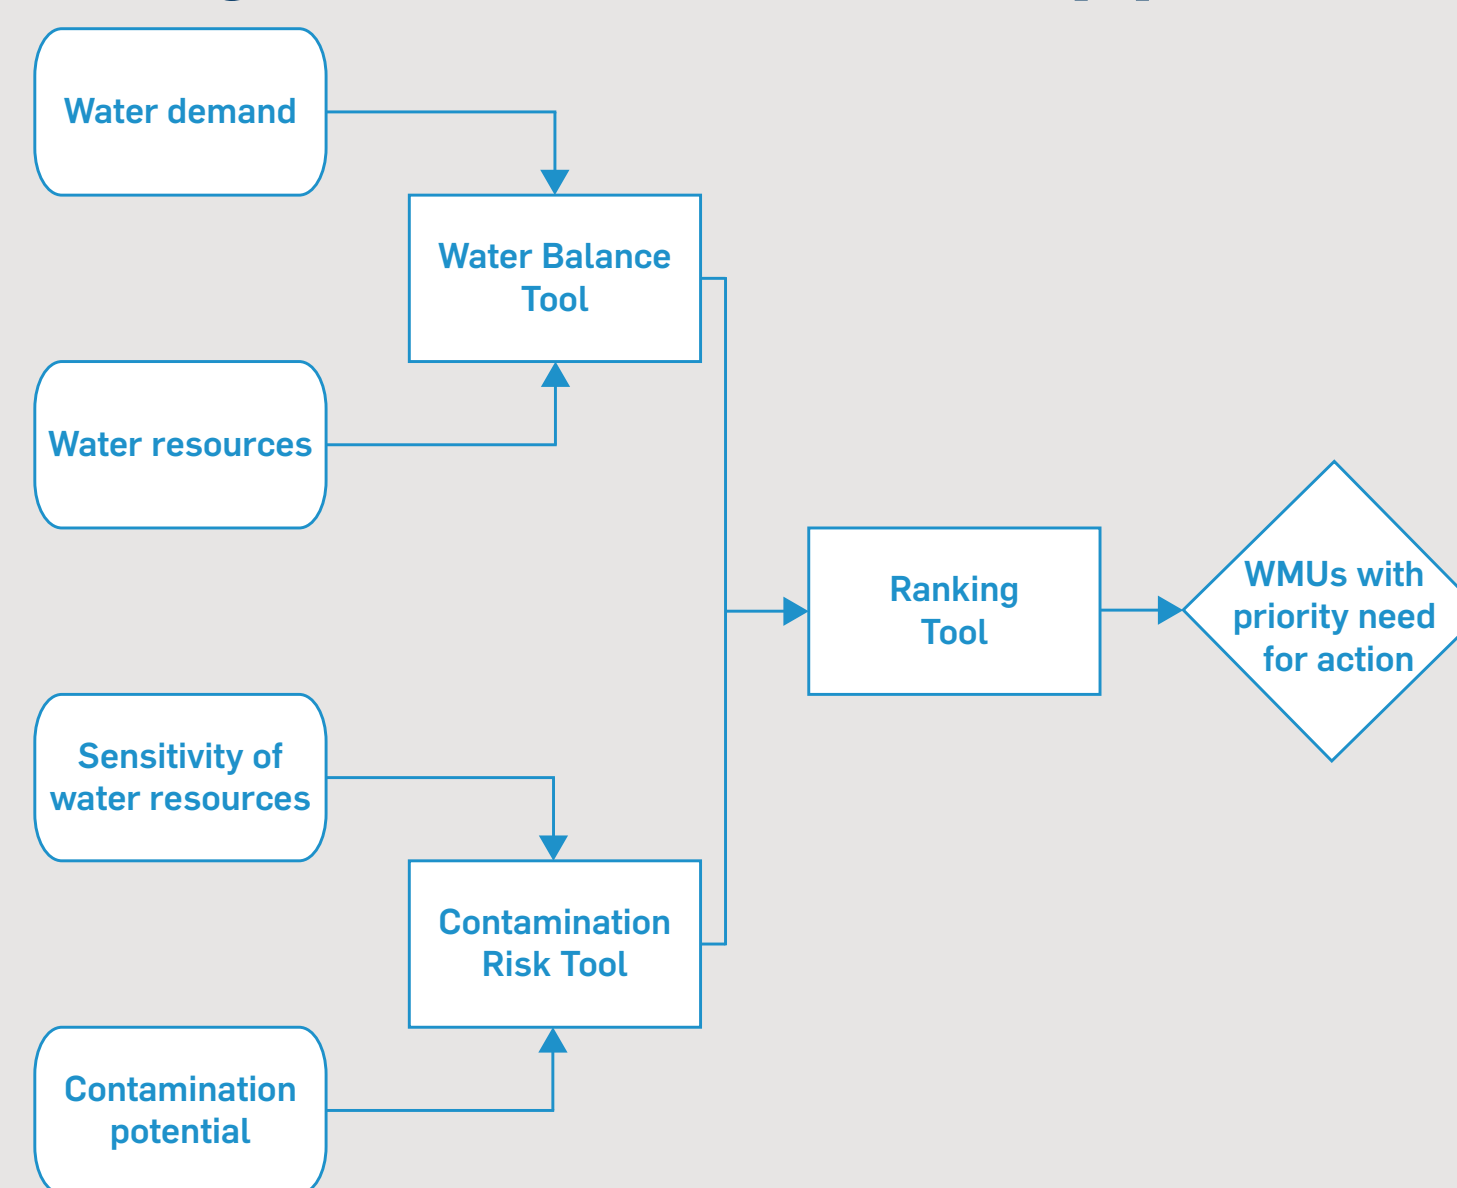 Water demand
Water Balance
Tool
Water resources
Ranking
Tool
WMUs with
priority need
for action
Sensitivity of
water resources
Contamination
Risk Tool
Contamination
potential